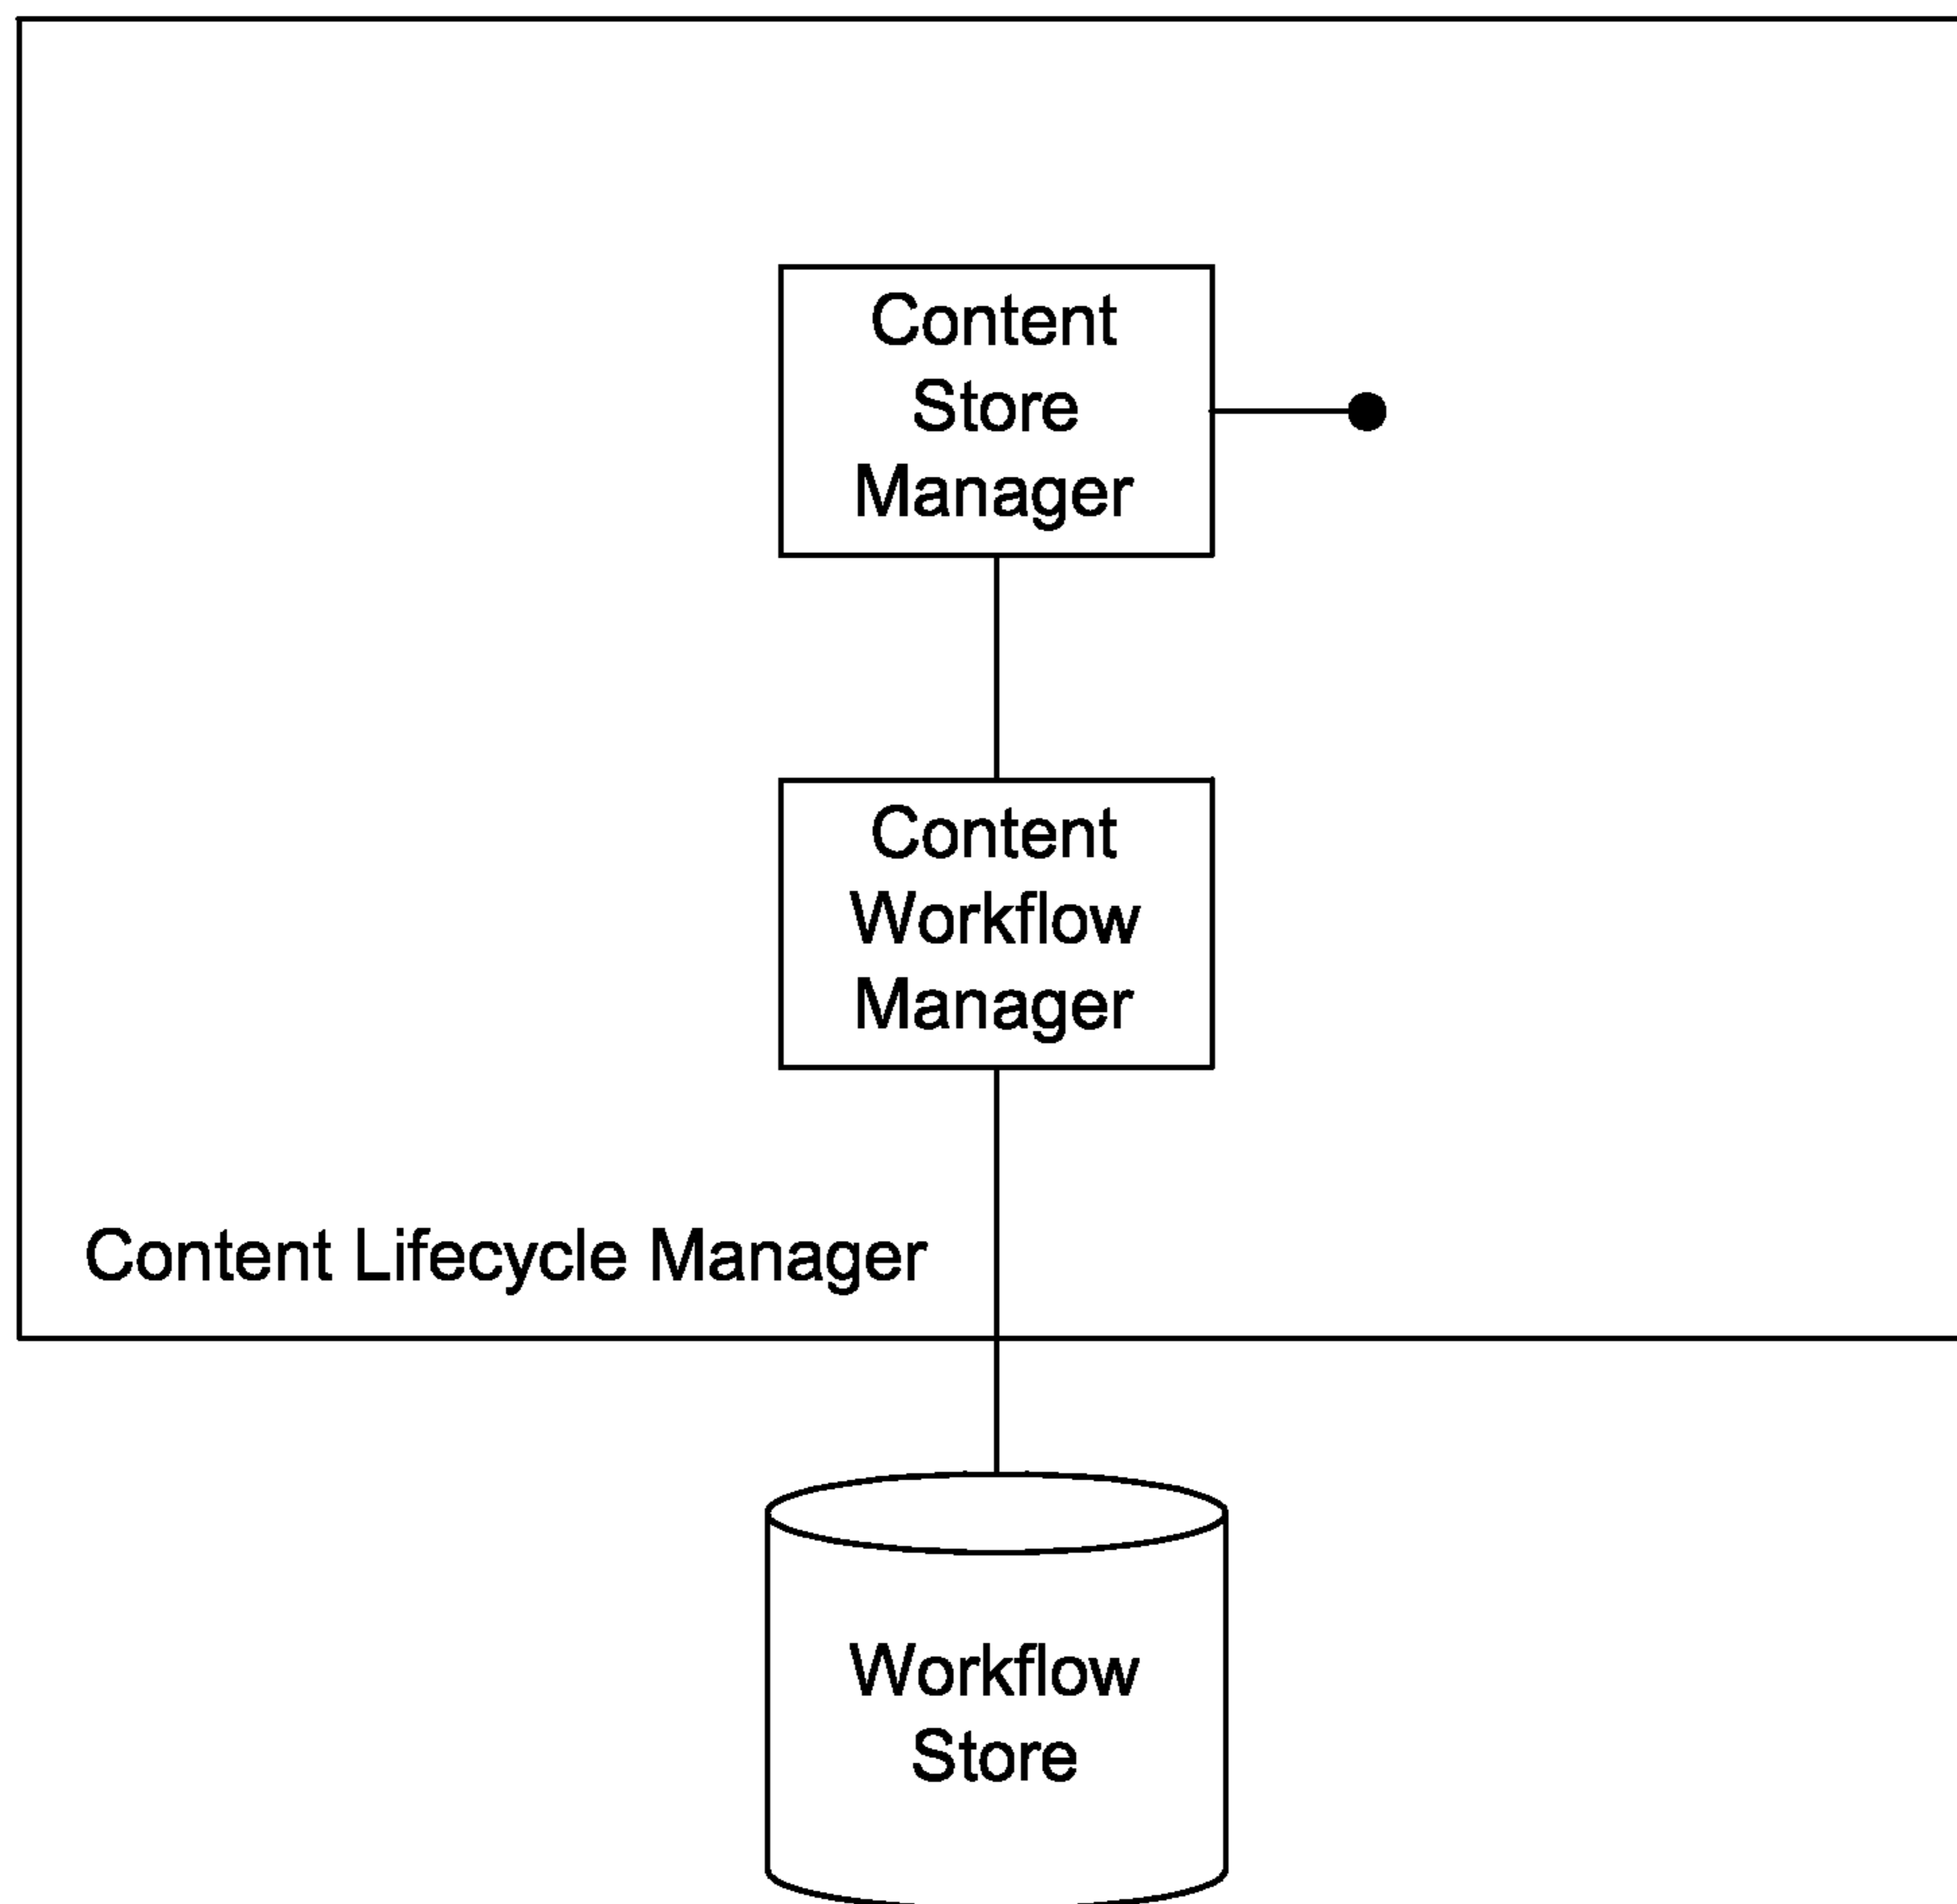 Content
Store
Manager
Content
Workflow
Manager
Content Lifecycle Manager
Workflow
Store